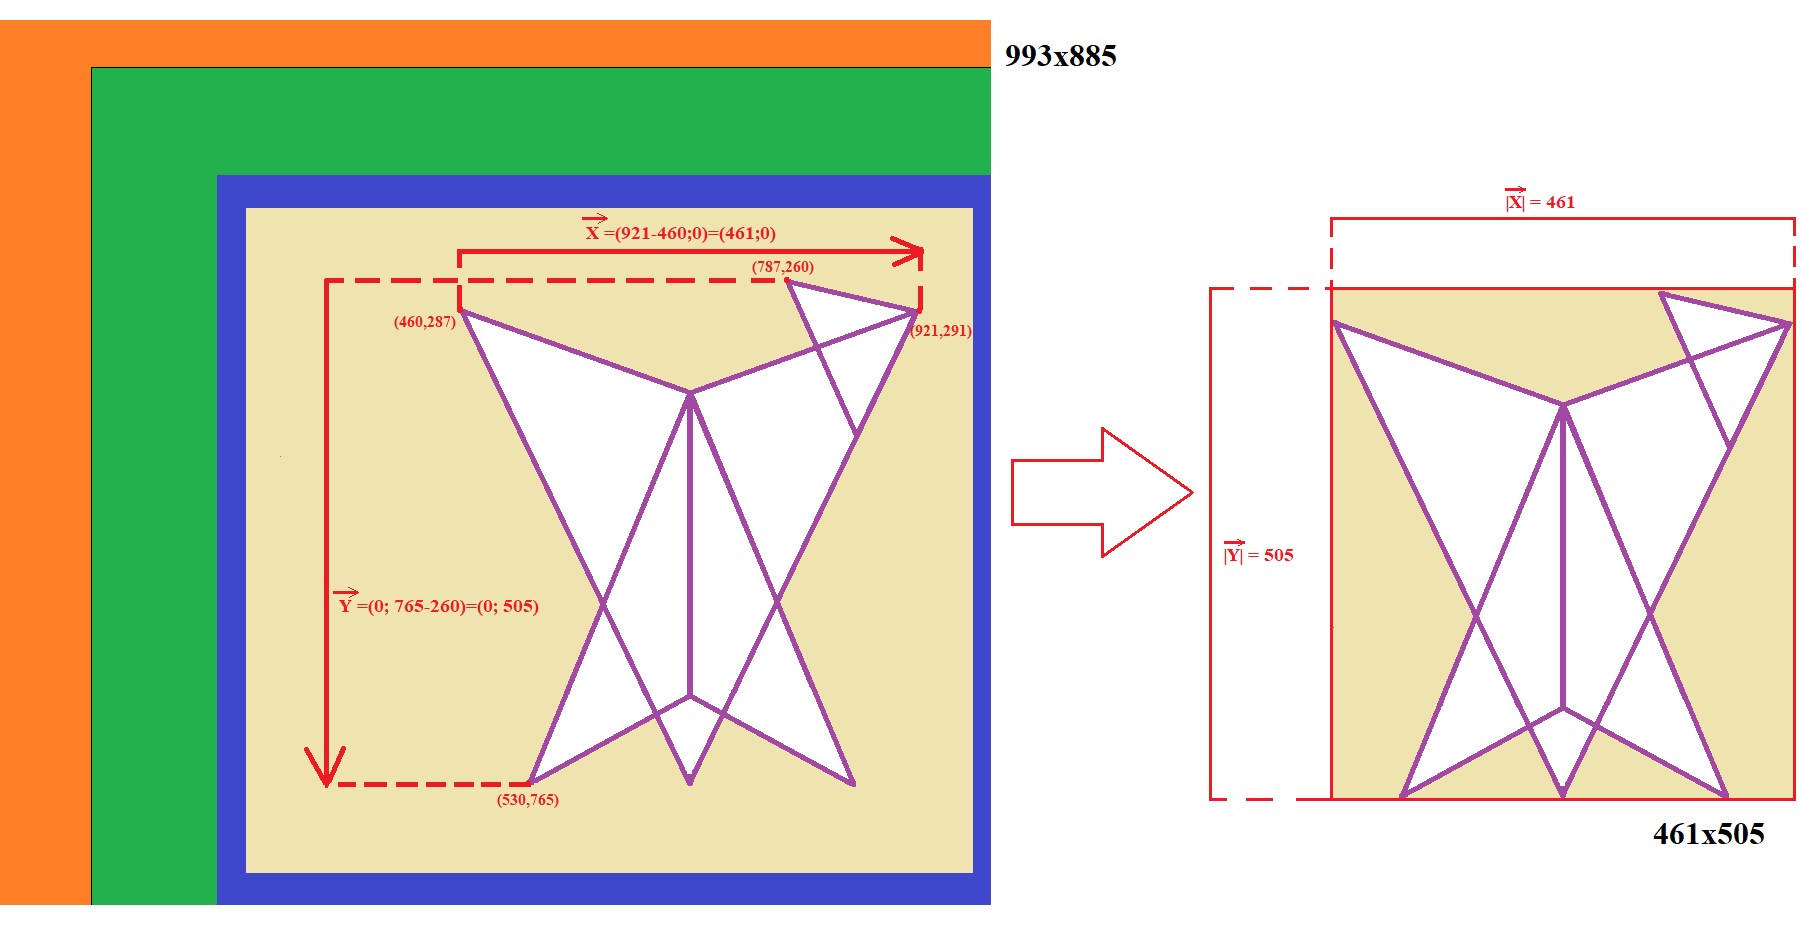 993x885
|X| = 461
X =(921-460;0)=(461;0)
(787,260)
(460,287)
(921,291)
|Y| = 505
Y =(0; 765-260)=(0; 505)
(530,765)
461x505